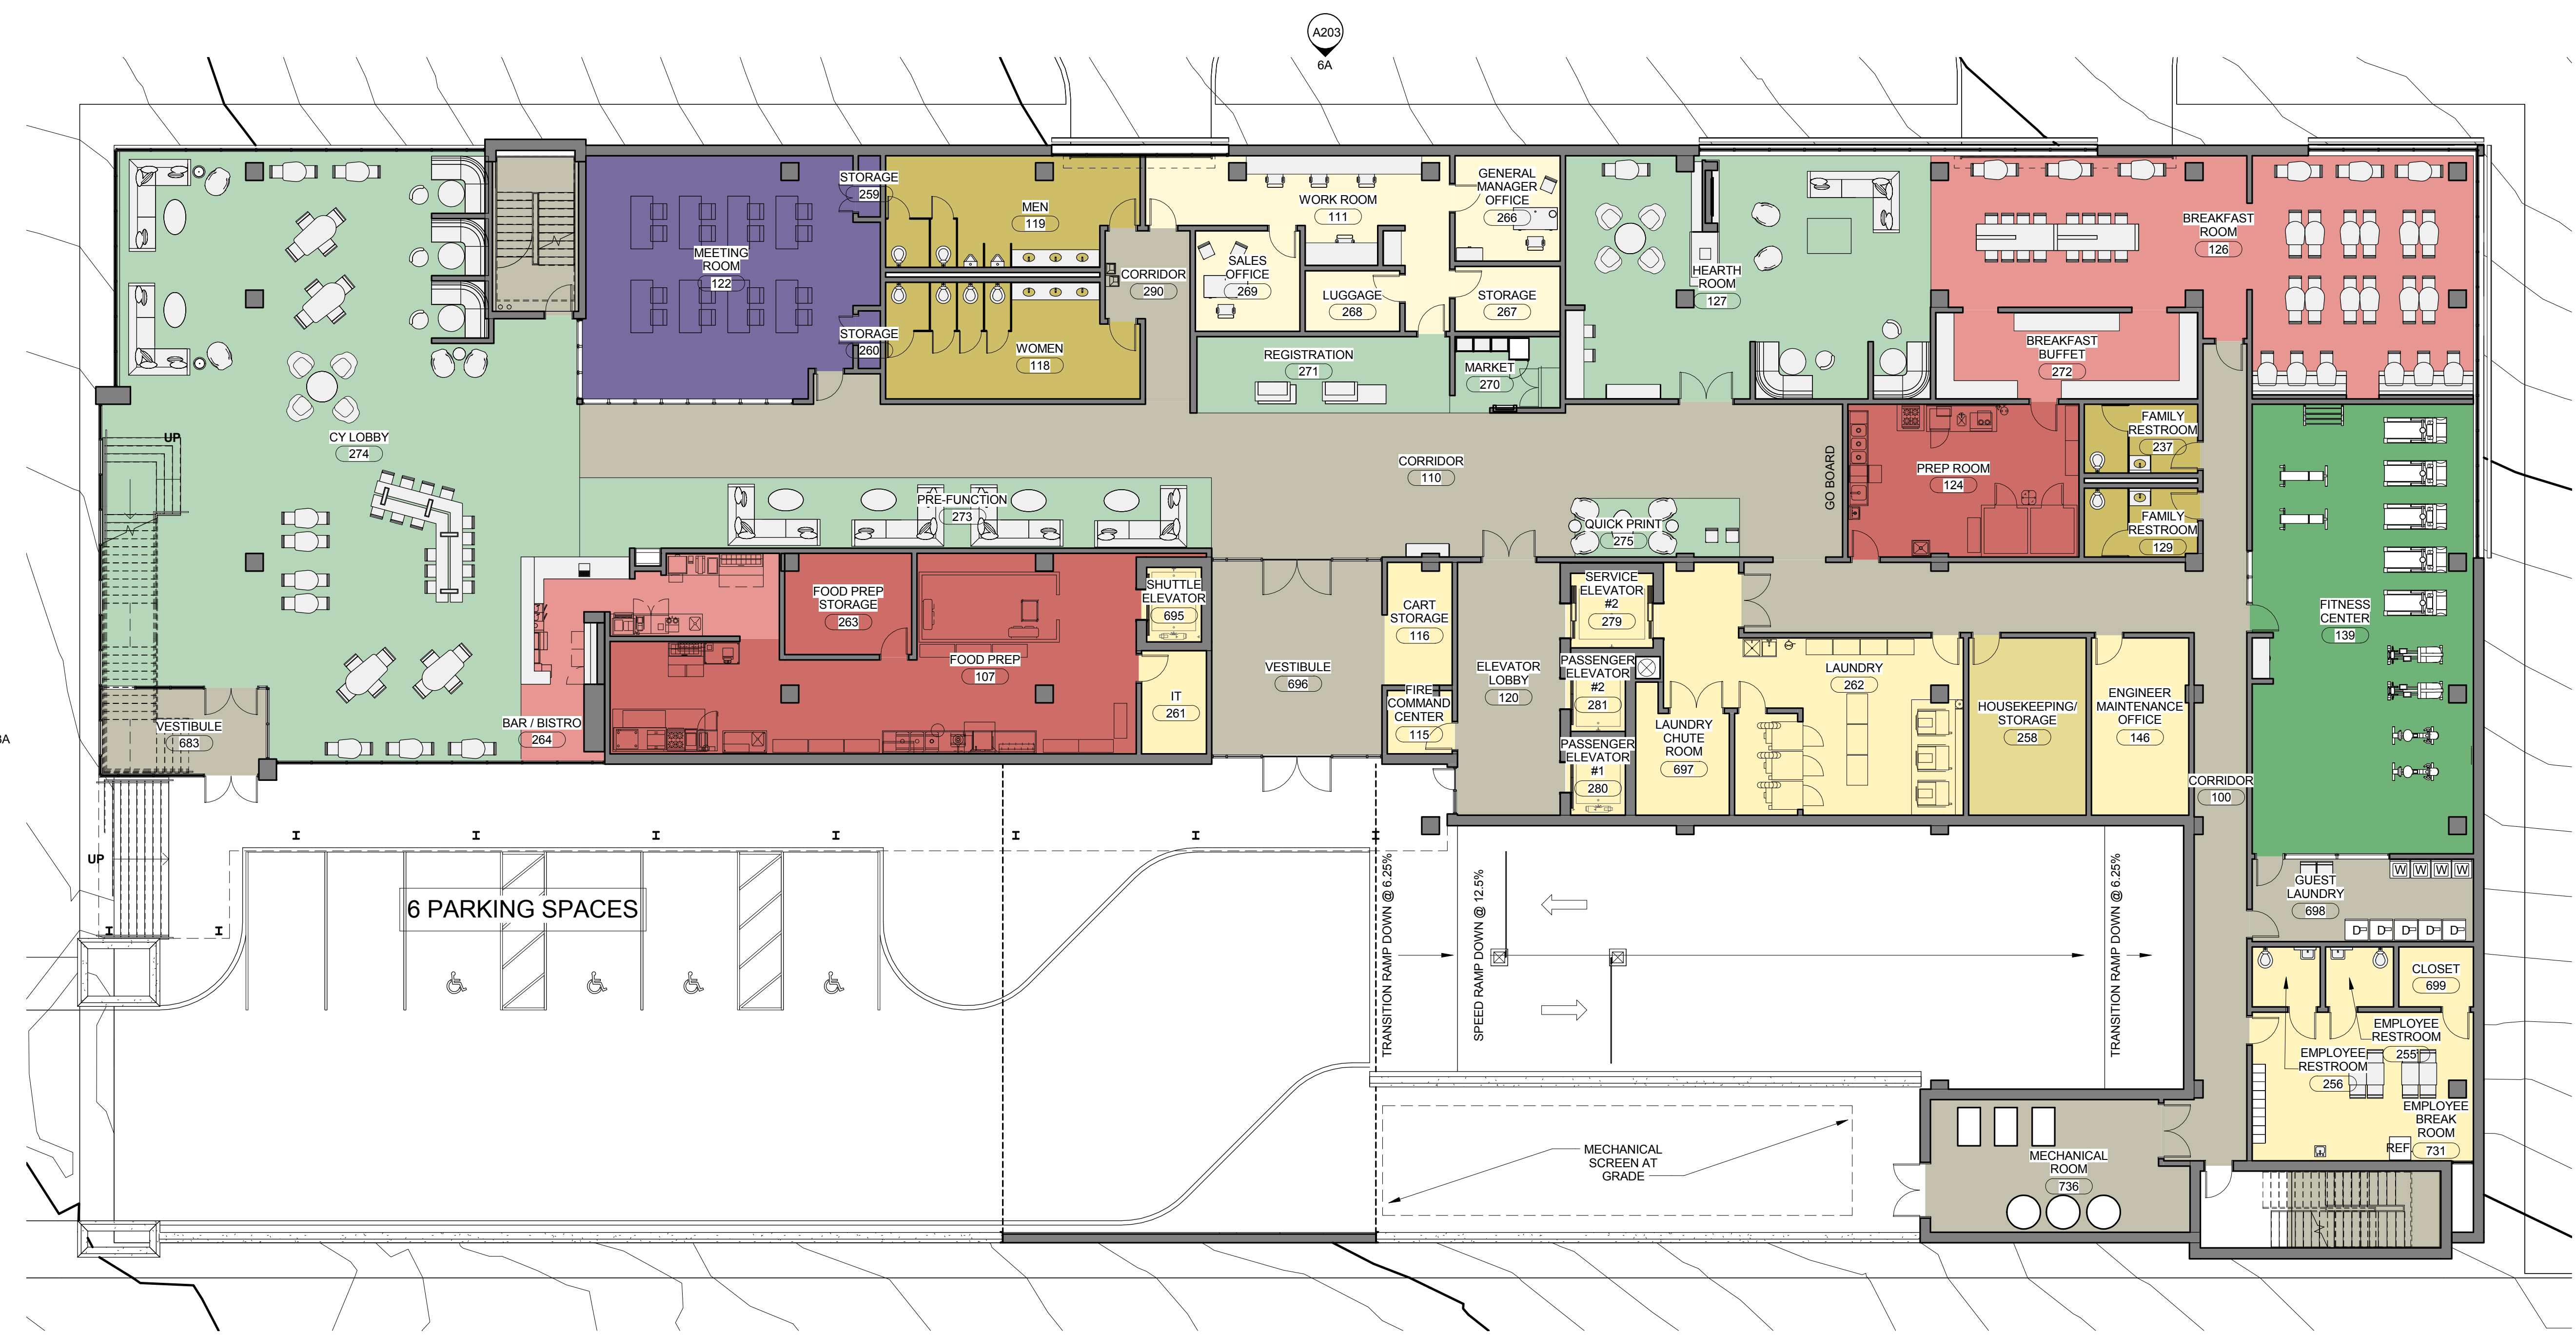 A203
6A
STORAGE
259
MEN
119
WORK ROOM
111
GENERAL
MANAGER
OFFICE
266
BREAKFAST
ROOM
126
MEETING
ROOM
122
CORRIDOR
290
SALES
OFFICE
269
LUGGAGE
268
STORAGE
267
HEARTH
ROOM
127
STORAGE
260
WOMEN
118
REGISTRATION
271
MARKET
270
BREAKFAST
BUFFET
272
UP
CY LOBBY
274
CORRIDOR
110
GO BOARD
PREP ROOM
124
FAMILY
RESTROOM
237
PRE-FUNCTION
273
QUICK PRINT
275
FAMILY
RESTROOM
129
FOOD PREP
STORAGE
263
SHUTTLE
ELEVATOR
695
CART
STORAGE
116
SERVICE
ELEVATOR
#2
279
FITNESS
CENTER
139
FOOD PREP
107
VESTIBULE
696
ELEVATOR
LOBBY
120
PASSENGER
ELEVATOR
#2
281
LAUNDRY
262
IT
261
FIRE
COMMAND
CENTER
115
LAUNDRY
CHUTE
ROOM
697
HOUSEKEEPING/
STORAGE
258
ENGINEER
MAINTENANCE
OFFICE
146
3A
VESTIBULE
683
BAR / BISTRO
264
PASSENGER
ELEVATOR
#1
280
CORRIDOR
100
UP
6 PARKING SPACES
TRANSITION RAMP DOWN @ 6.25%
SPEED RAMP DOWN @ 12.5%
TRANSITION RAMP DOWN @ 6.25%
W W W W
GUEST
LAUNDRY
698
D D D D D
CLOSET
699
EMPLOYEE
RESTROOM
255
EMPLOYEE
RESTROOM
256
EMPLOYEE
BREAK
ROOM
731
REF.
MECHANICAL
SCREEN AT
GRADE
MECHANICAL
ROOM
736